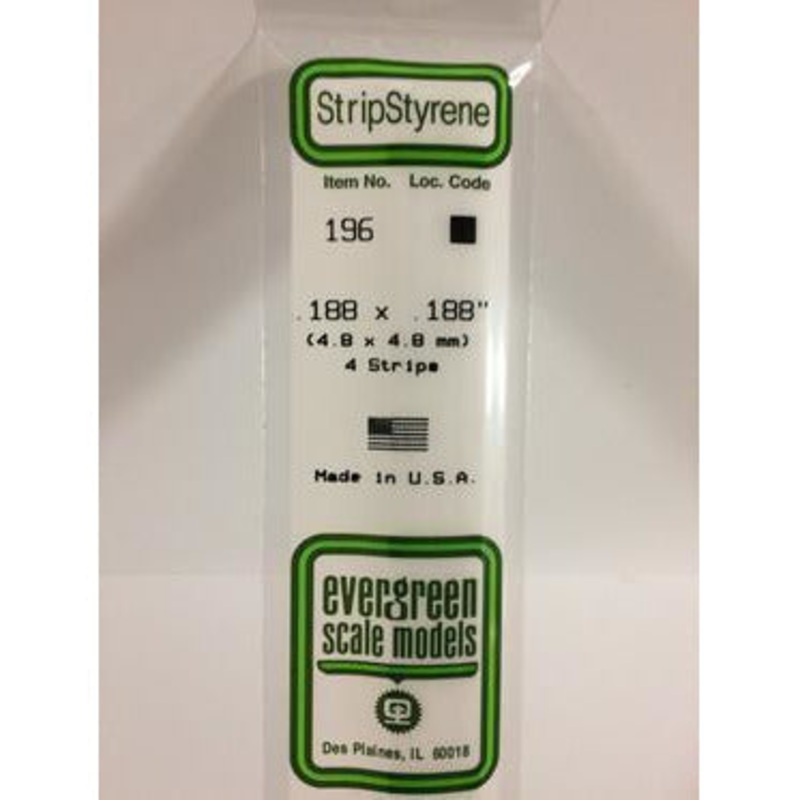 StripStyrene
Item No. Loc. Code
196
.188 x .188"
(4.8 x 4.8 mm)
4 Strips
Made in U.S.A.
evergreen
scale models
Des Plaines, IL 60018